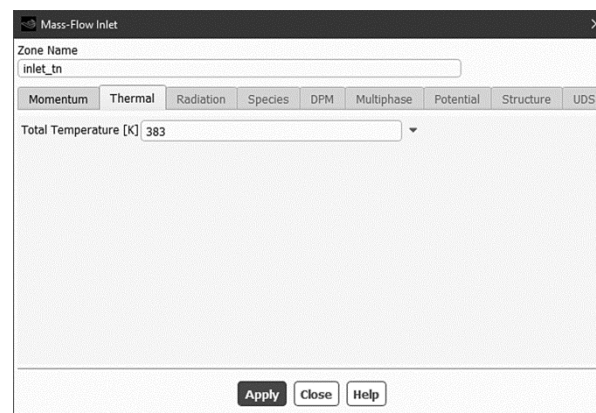 Mass-Flow Inlet
Zone Name
inlet_tn
Momentum Thermal Radiation Species DPM Multiphase Potential Structure UDS
Total Temperature [K] 383
Apply Close Help